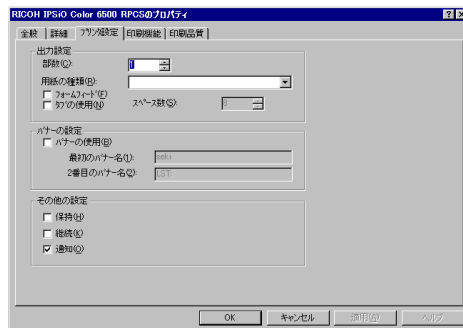 RICOH IPSiO Color 6500 RPCSのプロパティ
全般 詳細 プリンタ設定 印刷機能 印刷品質
出力設定
部数(C): 1
用紙の種類(R):
フォームフィード(F)
タブの使用(N) スペース数(S): 8
バナーの設定
バナーの使用(B)
最初のバナー名(1): seki
2番目のバナー名(2): LST:
その他の設定
保持(H)
継続(K)
通知(O)
OK キャンセル 適用(A) ヘルプ